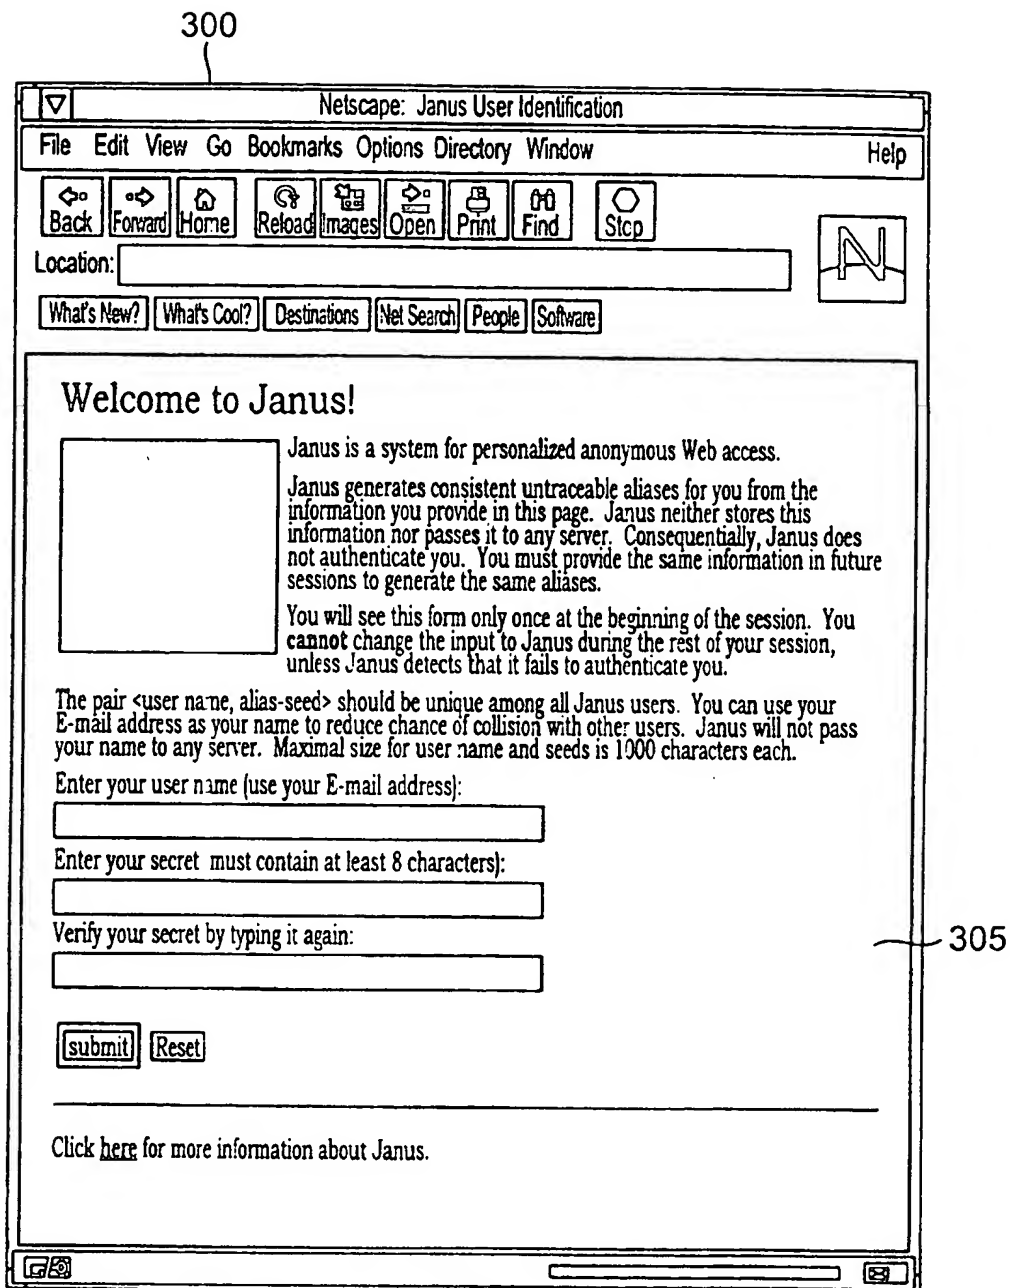 300
Netscape: Janus User Identification
File Edit View Go Bookmarks Options Directory Window Help
Back Forward Home Reload Images Open Print Find Stop
N
Location:
What's New? What's Cool? Destinations Net Search People Software
Welcome to Janus!
Janus is a system for personalized anonymous Web access.
Janus generates consistent untraceable aliases for you from the
information you provide in this page. Janus neither stores this
information nor passes it to any server. Consequentially, Janus does
not authenticate you. You must provide the same information in future
sessions to generate the same aliases.
You will see this form only once at the beginning of the session. You
cannot change the input to Janus during the rest of your session,
unless Janus detects that it fails to authenticate you.
The pair <user name, alias-seed> should be unique among all Janus users. You can use your
E-mail address as your name to reduce chance of collision with other users. Janus will not pass
your name to any server. Maximal size for user name and seeds is 1000 characters each.
Enter your user name (use your E-mail address):
Enter your secret must contain at least 8 characters):
Verify your secret by typing it again:
305
submit Reset
Click here for more information about Janus.